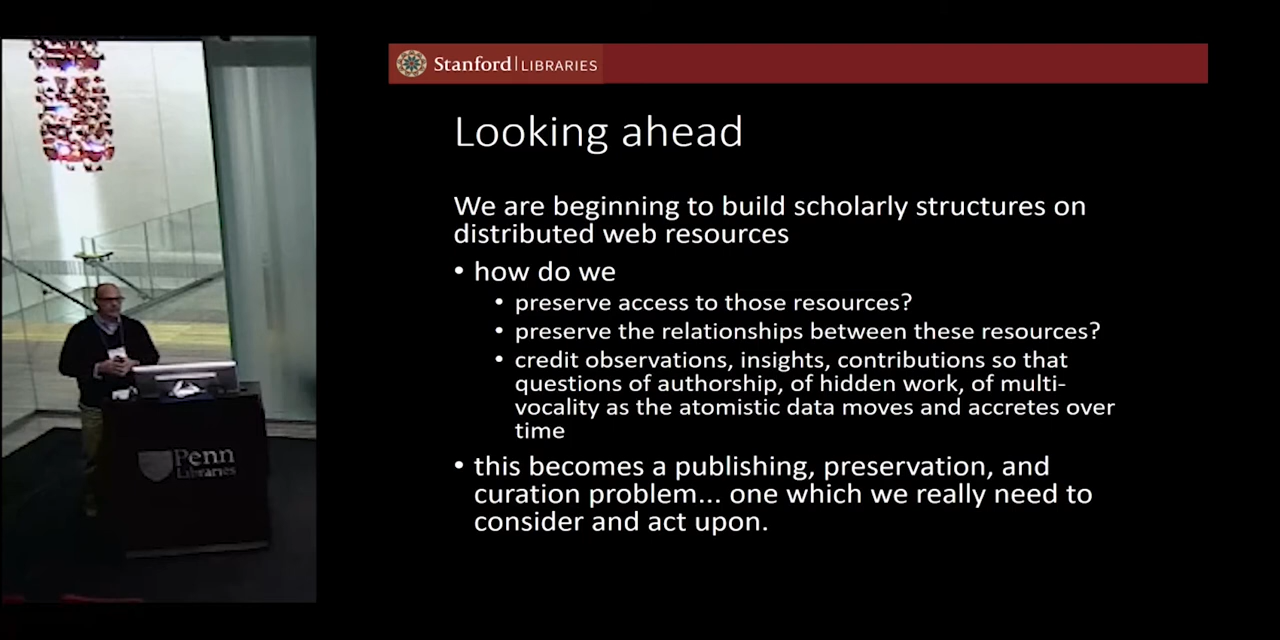 Stanford | LIBRARIES
Looking ahead
We are beginning to build scholarly structures on
distributed web resources
• how do we
• preserve access to those resources?
• preserve the relationships between these resources?
• credit observations, insights, contributions so that
questions of authorship, of hidden work, of multi-
vocality as the atomistic data moves and accretes over
time
• this becomes a publishing, preservation, and
curation problem... one which we really need to
consider and act upon.
Penn
Libraries